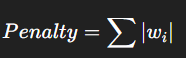 Penalty = ∑ |wᵢ|